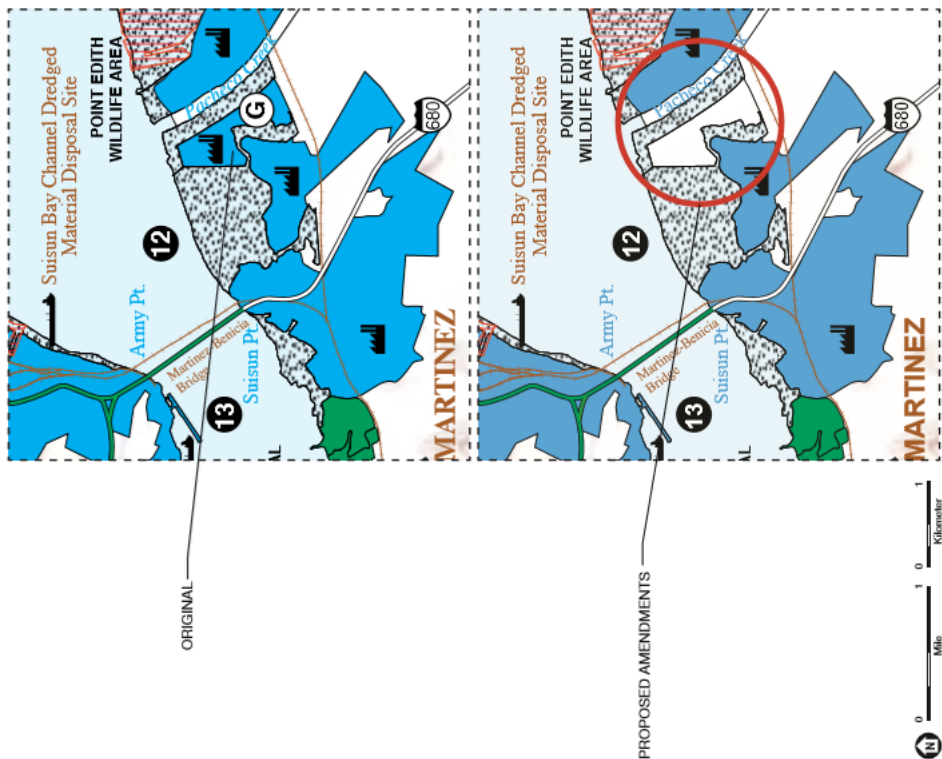 Suisun Bay Channel Dredged
Material Disposal Site
POINT EDITH
WILDLIFE AREA
Pacheco Creek
G
12
Army Pt.
Martinez-Benicia
Bridge
Suisun Pt.
13
680
AL
MARTINEZ
ORIGINAL
Suisun Bay Channel Dredged
Material Disposal Site
POINT EDITH
WILDLIFE AREA
Pacheco Creek
12
Army Pt.
Martinez-Benicia
Bridge
Suisun Pt.
13
680
AL
MARTINEZ
PROPOSED AMENDMENTS
N
0 1
Mile
0 1
Kilometer